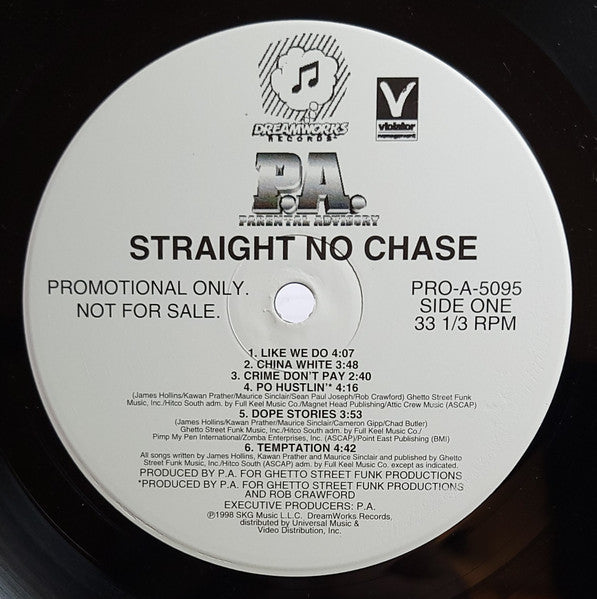 DREAMWORKS
RECORDS
V
violator
management
P.A.
PARENTAL ADVISORY
STRAIGHT NO CHASE
PROMOTIONAL ONLY.
NOT FOR SALE.
PRO-A-5095
SIDE ONE
33 1/3 RPM
1. LIKE WE DO 4:07
2. CHINA WHITE 3:48
3. CRIME DON'T PAY 2:40
4. PO HUSTLIN'* 4:16
(James Hollins/Kawan Prather/Maurice Sinclair/Sean Paul Joseph/Rob Crawford) Ghetto Street Funk
Music, Inc./Hitco South adm. by Full Keel Music Co./Magnet Head Publishing/Attic Crew Music (ASCAP)
5. DOPE STORIES 3:53
(James Hollins/Kawan Prather/Maurice Sinclair/Cameron Gipp/Chad Butler)
Ghetto Street Funk Music, Inc./Hitco South adm. by Full Keel Music Co./
Pimp My Pen International/Zomba Enterprises, Inc. (ASCAP)/Point East Publishing (BMI)
6. TEMPTATION 4:42
All songs written by James Hollins, Kawan Prather and Maurice Sinclair and published by Ghetto
Street Funk Music, Inc./Hitco South (ASCAP) adm. by Full Keel Music Co. except as indicated.
PRODUCED BY P.A. FOR GHETTO STREET FUNK PRODUCTIONS
*PRODUCED BY P.A. FOR GHETTO STREET FUNK PRODUCTIONS
AND ROB CRAWFORD
EXECUTIVE PRODUCERS: P.A.
℗1998 SKG Music L.L.C. DreamWorks Records,
distributed by Universal Music &
Video Distribution, Inc.